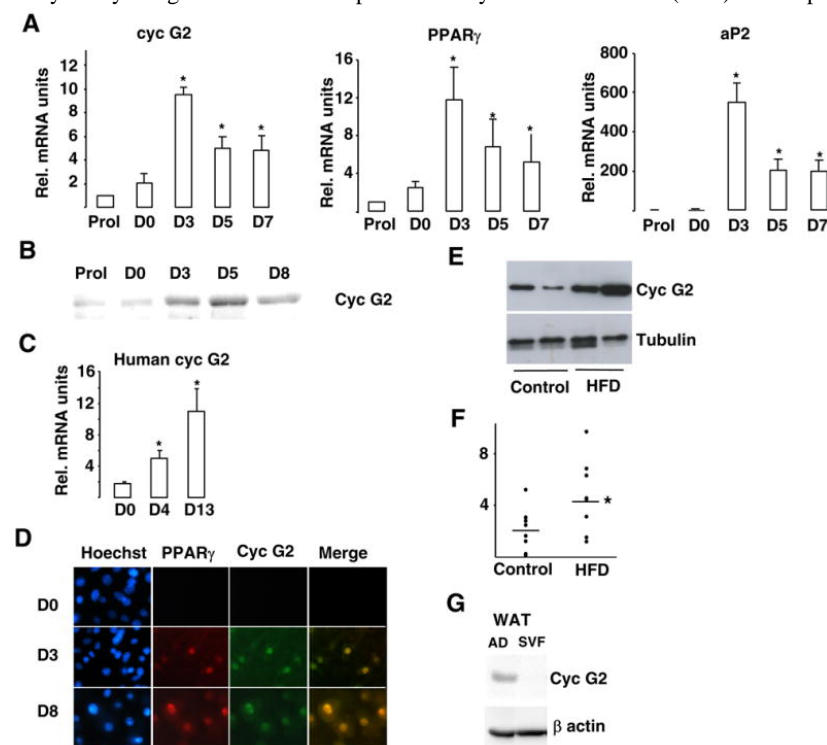 A
cyc G2
PPARγ
aP2
Rel. mRNA units
12
10
8
6
4
2
Prol D0 D3 D5 D7
* * *
Rel. mRNA units
16
12
8
4
Prol D0 D3 D5 D7
* * *
Rel. mRNA units
800
600
400
200
Prol D0 D3 D5 D7
* * *
B
Prol D0 D3 D5 D8
Cyc G2
C
Human cyc G2
Rel. mRNA units
16
12
8
4
D0 D4 D13
* *
D
Hoechst PPARγ Cyc G2 Merge
D0
D3
D8
E
Cyc G2
Tubulin
Control HFD
F
8
4
*
Control HFD
G
WAT
AD SVF
Cyc G2
β actin